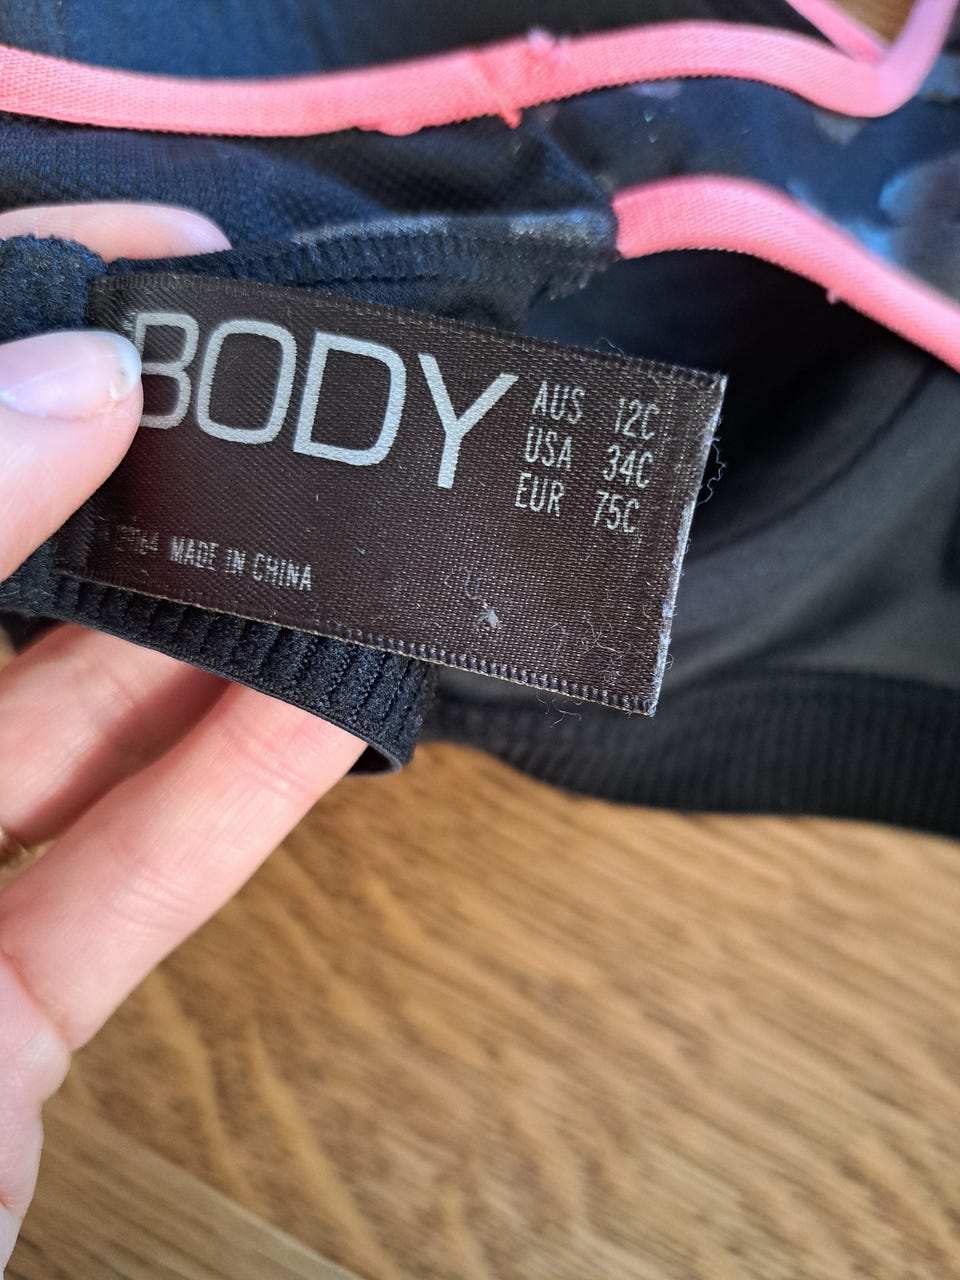 BODY
AUS 12C
USA 34C
EUR 75C
MADE IN CHINA